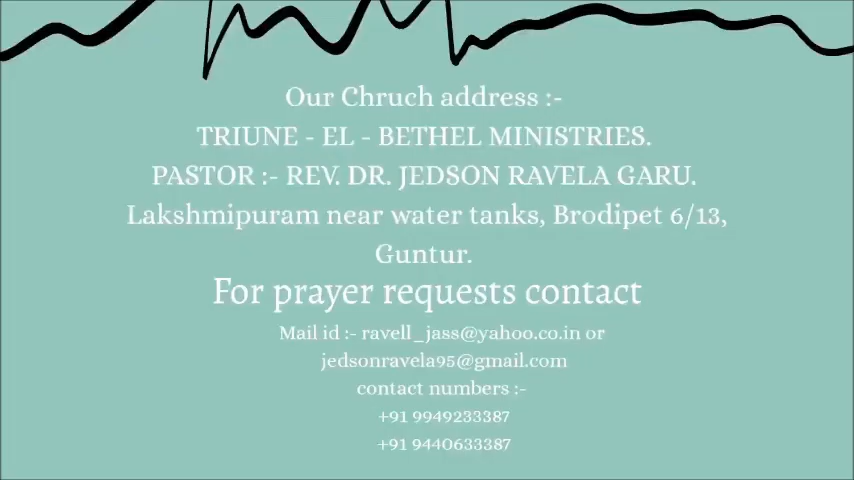 Our Chruch address :-
TRIUNE - EL - BETHEL MINISTRIES.
PASTOR :- REV. DR. JEDSON RAVELA GARU.
Lakshmipuram near water tanks, Brodipet 6/13,
Guntur.
For prayer requests contact
Mail id :- ravell_jass@yahoo.co.in or
jedsonravela95@gmail.com
contact numbers :-
+91 9949233387
+91 9440633387